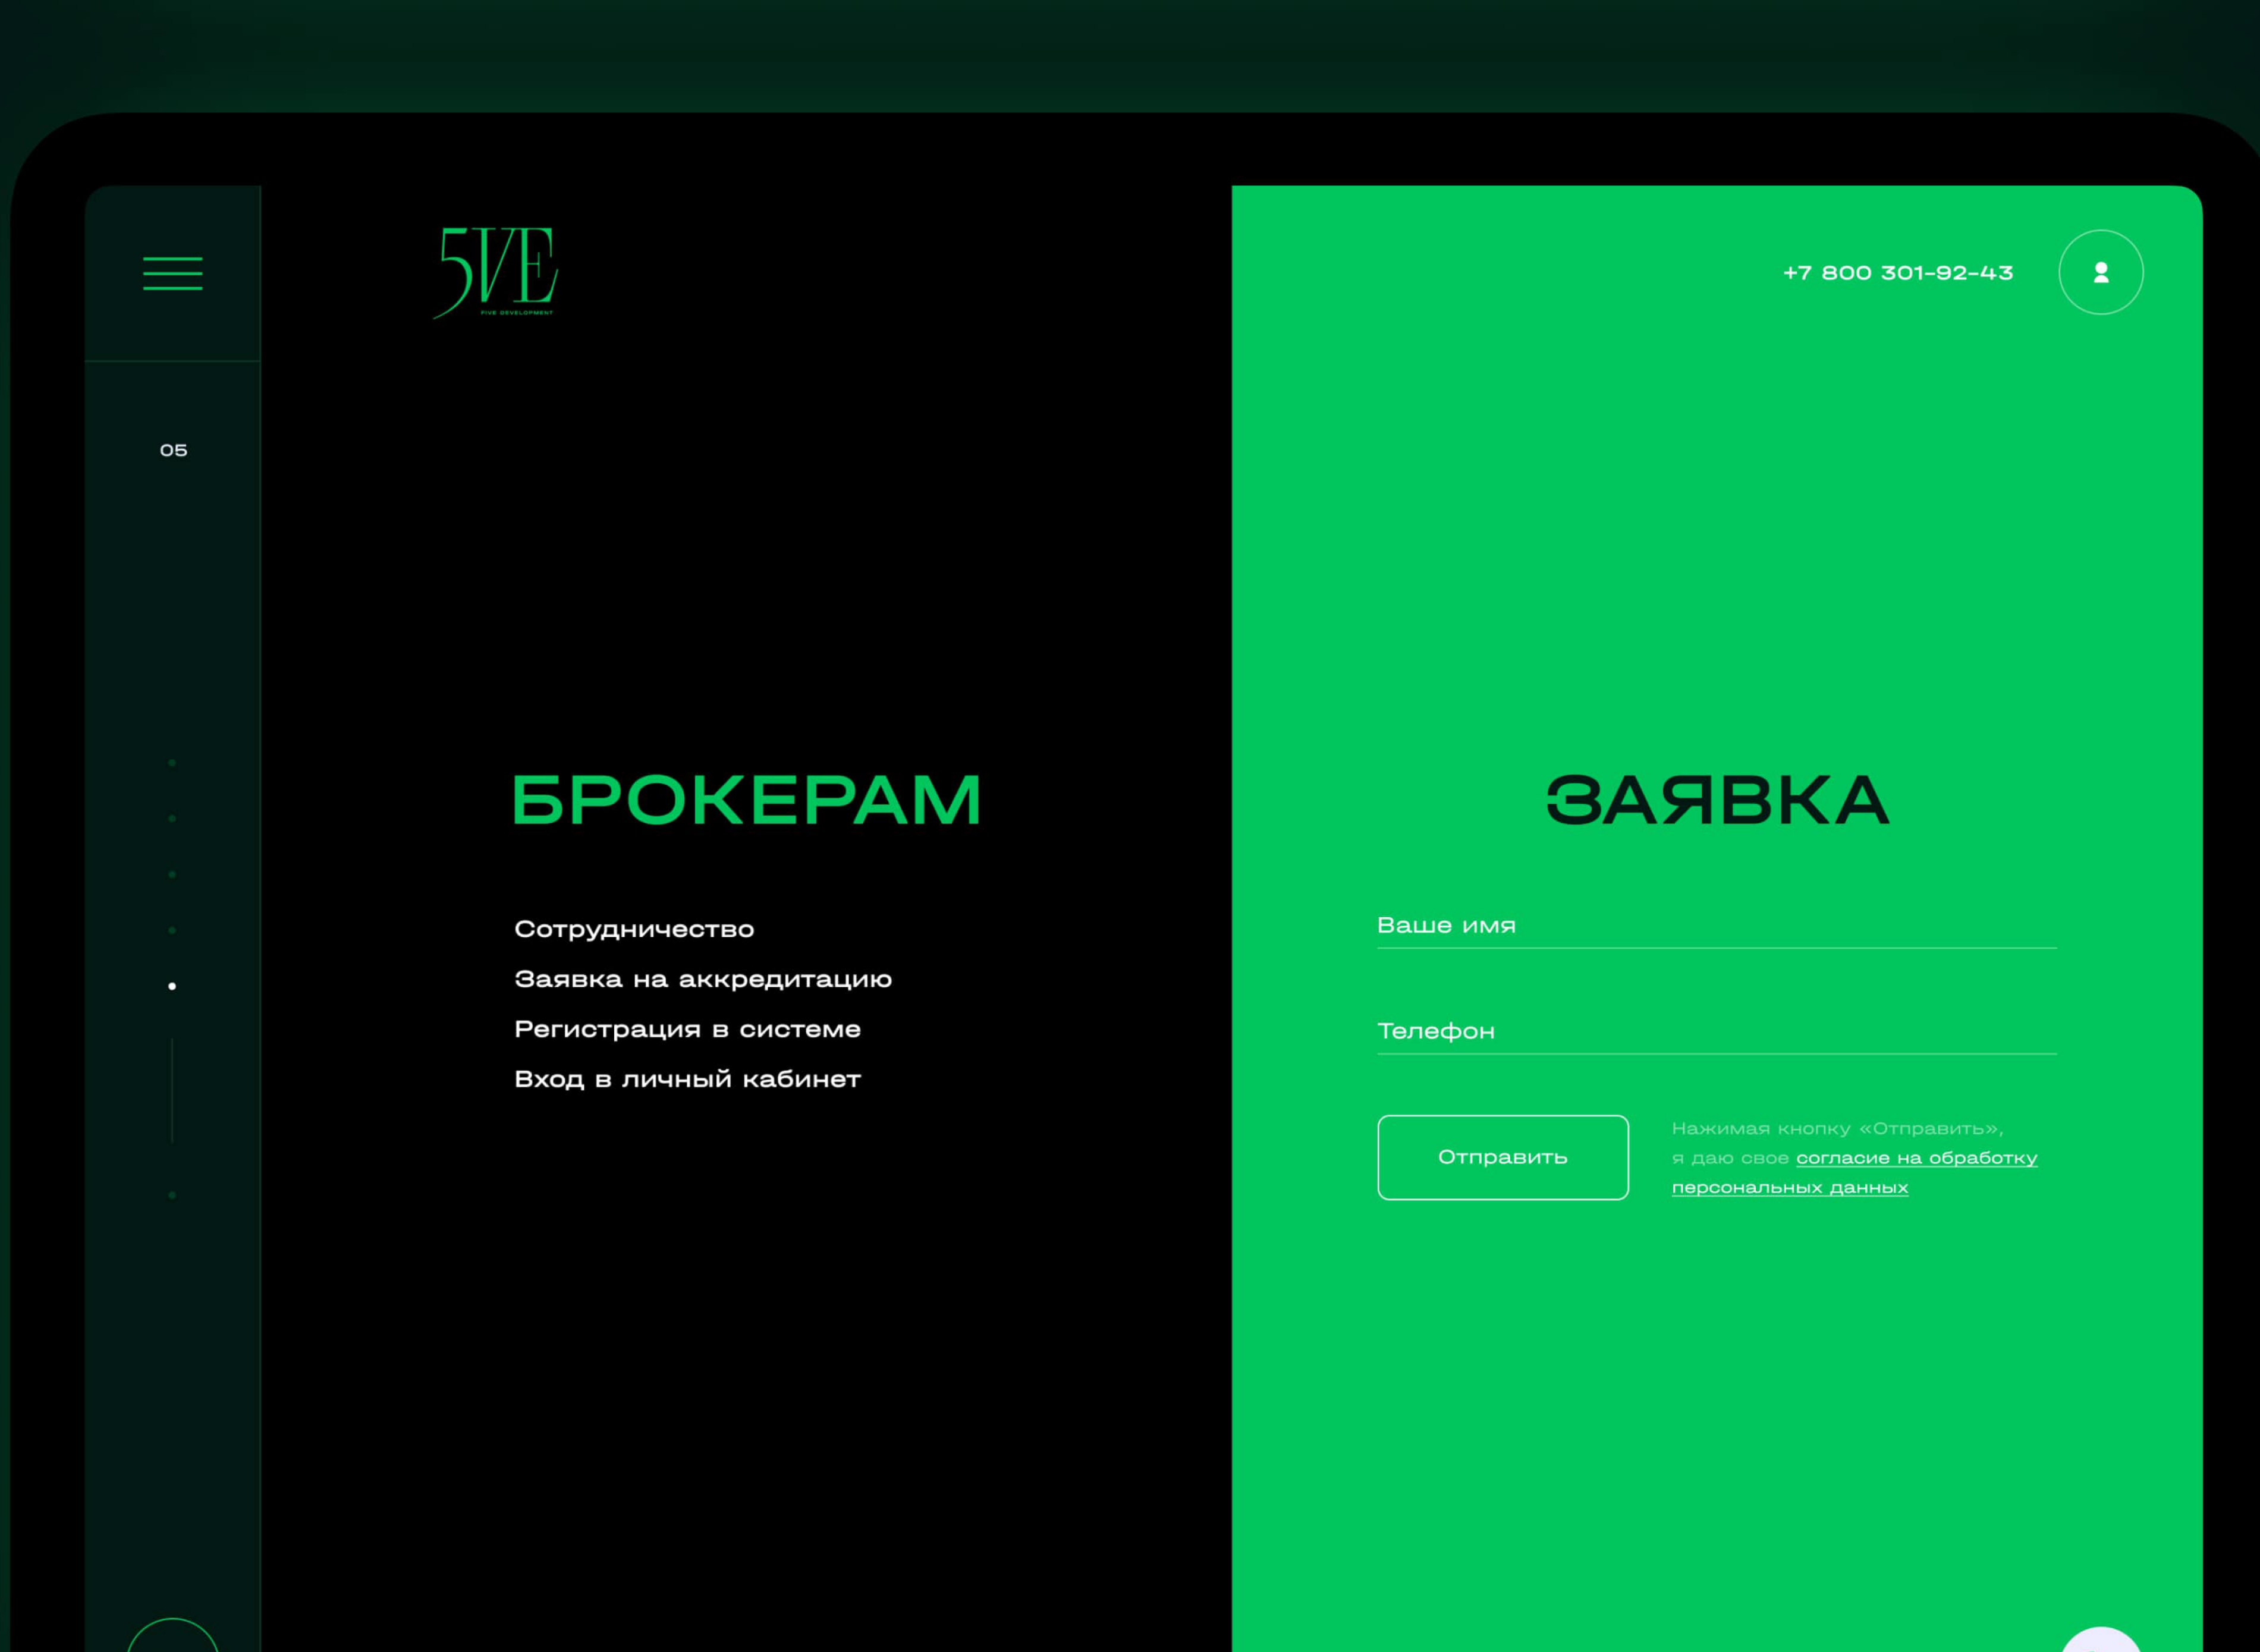 5VE
FIVE DEVELOPMENT
+7 800 301-92-43
05
БРОКЕРАМ
Сотрудничество
Заявка на аккредитацию
Регистрация в системе
Вход в личный кабинет
ЗАЯВКА
Ваше имя
Телефон
Отправить
Нажимая кнопку «Отправить»,
я даю свое согласие на обработку
персональных данных